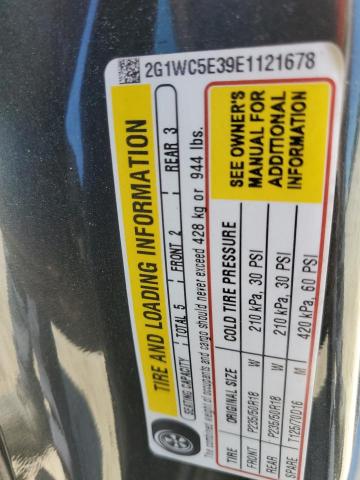 2G1WC5E39E1121678
TIRE AND LOADING INFORMATION
SEATING CAPACITY TOTAL 5 FRONT 2 REAR 3
The combined weight of occupants and cargo should never exceed 428 kg or 944 lbs.
TIRE ORIGINAL SIZE COLD TIRE PRESSURE
FRONT P235/50R18 W 210 kPa, 30 PSI
REAR P235/50R18 W 210 kPa, 30 PSI
SPARE T125/70D16 M 420 kPa, 60 PSI
SEE OWNER'S
MANUAL FOR
ADDITIONAL
INFORMATION